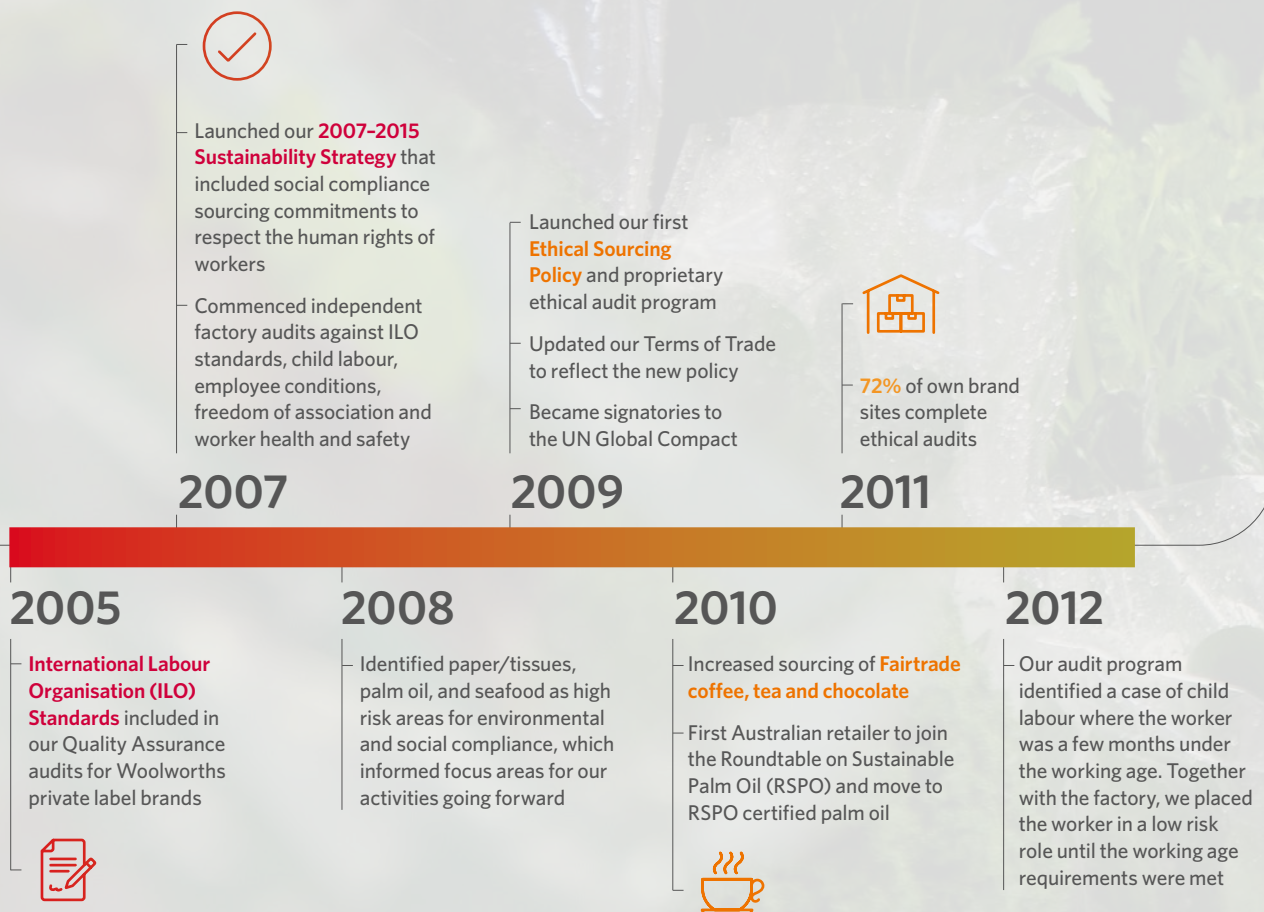 Launched our 2007–2015
Sustainability Strategy that
included social compliance
sourcing commitments to
respect the human rights of
workers
Commenced independent
factory audits against ILO
standards, child labour,
employee conditions,
freedom of association and
worker health and safety
2007
Launched our first
Ethical Sourcing
Policy and proprietary
ethical audit program
Updated our Terms of Trade
to reflect the new policy
Became signatories to
the UN Global Compact
2009
72% of own brand
sites complete
ethical audits
2011
2005
International Labour
Organisation (ILO)
Standards included in
our Quality Assurance
audits for Woolworths
private label brands
2008
Identified paper/tissues,
palm oil, and seafood as high
risk areas for environmental
and social compliance, which
informed focus areas for our
activities going forward
2010
Increased sourcing of Fairtrade
coffee, tea and chocolate
First Australian retailer to join
the Roundtable on Sustainable
Palm Oil (RSPO) and move to
RSPO certified palm oil
2012
Our audit program
identified a case of child
labour where the worker
was a few months under
the working age. Together
with the factory, we placed
the worker in a low risk
role until the working age
requirements were met